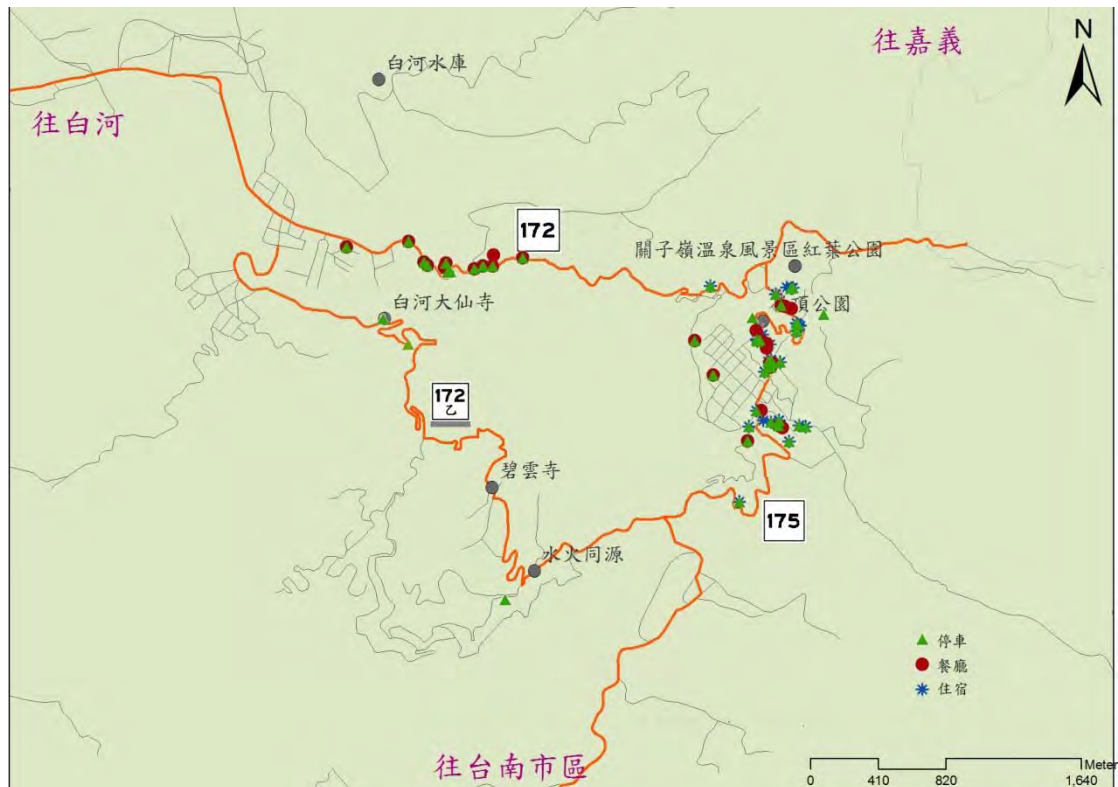 往嘉義
N
白河水庫
往白河
172
關子嶺溫泉風景區紅葉公園
白河大仙寺
頂公園
172
乙
碧雲寺
175
水火同源
停車
餐廳
住宿
往台南市區
Meter
0 410 820 1,640